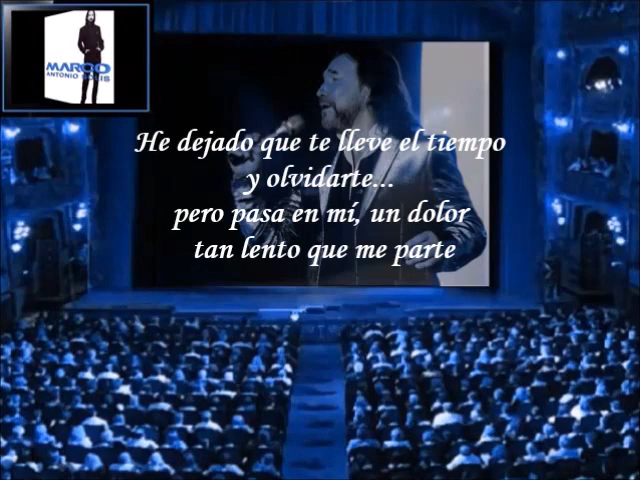 MARCO
ANTONIO SOLIS
He dejado que te lleve el tiempo
y olvidarte...
pero pasa en mí, un dolor
tan lento que me parte